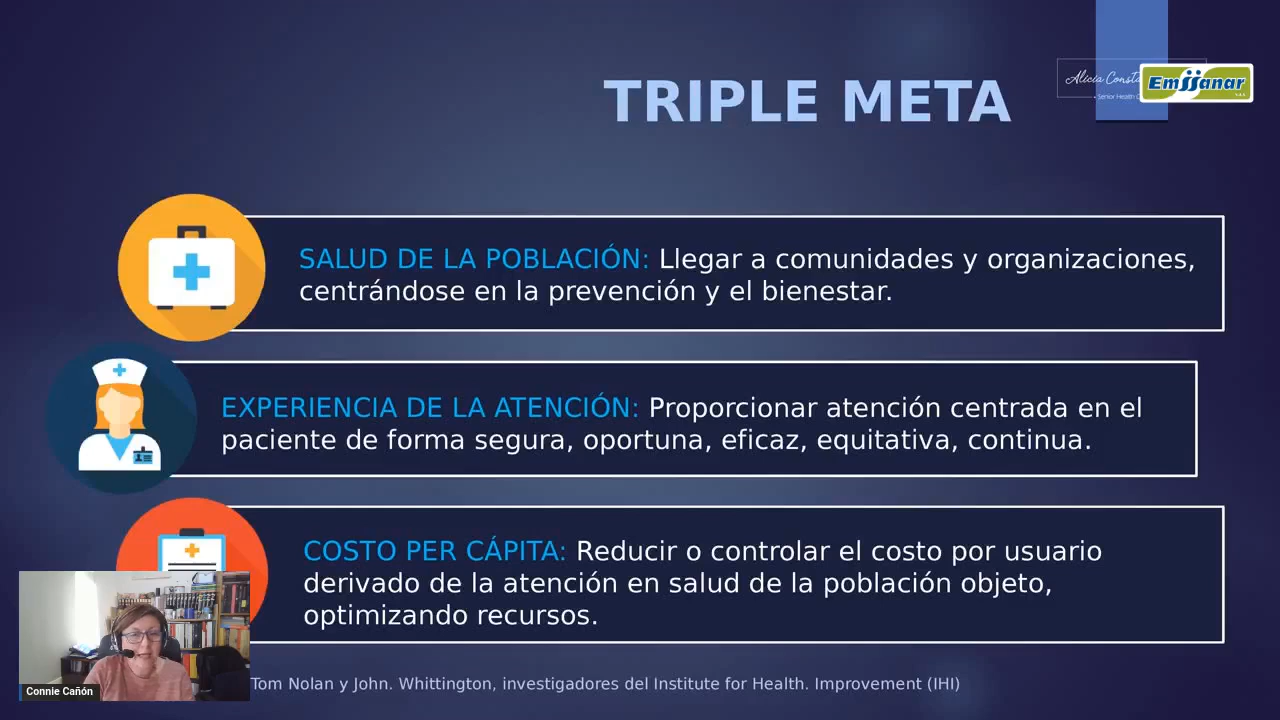 TRIPLE META
Alicia
Senior Health
Emssanar
SALUD DE LA POBLACIÓN: Llegar a comunidades y organizaciones,
centrándose en la prevención y el bienestar.
EXPERIENCIA DE LA ATENCIÓN: Proporcionar atención centrada en el
paciente de forma segura, oportuna, eficaz, equitativa, continua.
COSTO PER CÁPITA: Reducir o controlar el costo por usuario
derivado de la atención en salud de la población objeto,
optimizando recursos.
Connie Cañón
Tom Nolan y John. Whittington, investigadores del Institute for Health. Improvement (IHI)